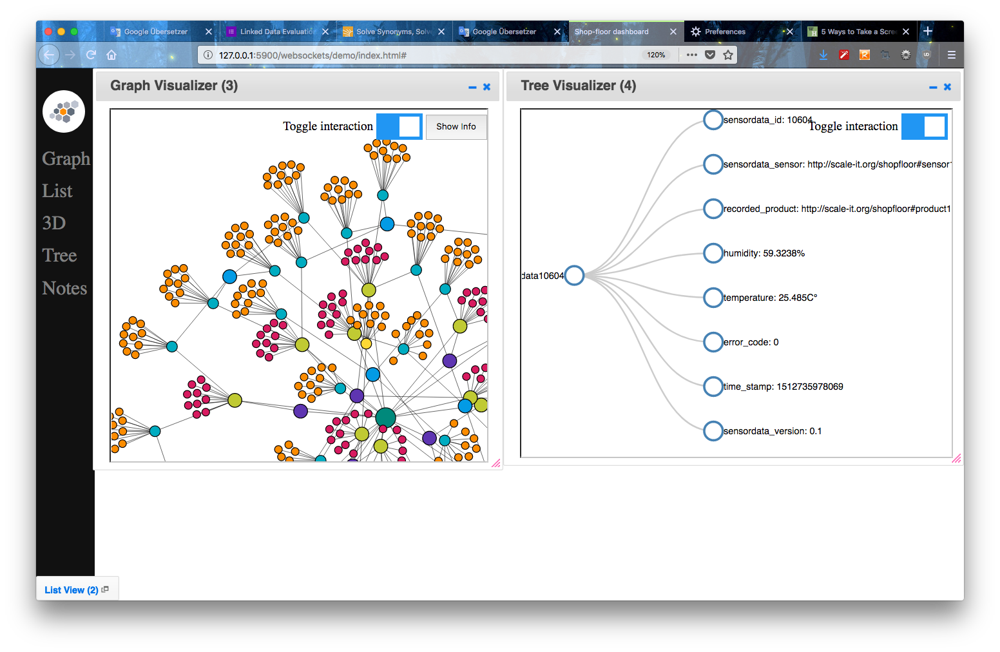 Google Übersetzer
Linked Data Evaluation
Solve Synonyms, Solv
Google Übersetzer
Shop-floor dashboard
Preferences
5 Ways to Take a Scre
127.0.0.1:5900/websockets/demo/index.html#
120%
Graph
List
3D
Tree
Notes
Graph Visualizer (3)
Toggle interaction
Show Info
Tree Visualizer (4)
Toggle interaction
sensordata_id: 10604
sensordata_sensor: http://scale-it.org/shopfloor#sensor1
recorded_product: http://scale-it.org/shopfloor#product1
humidity: 59.3238%
data10604
temperature: 25.485C°
error_code: 0
time_stamp: 1512735978069
sensordata_version: 0.1
List View (2)